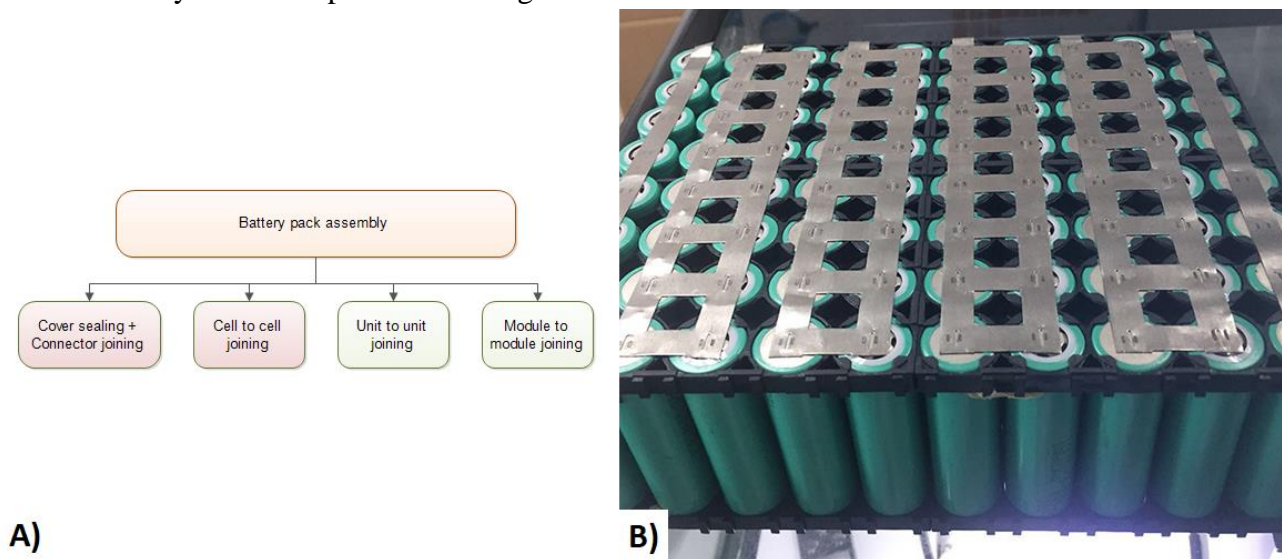 Battery pack assembly
Cover sealing +
Connector joining
Cell to cell
joining
Unit to unit
joining
Module to
module joining
A)
B)